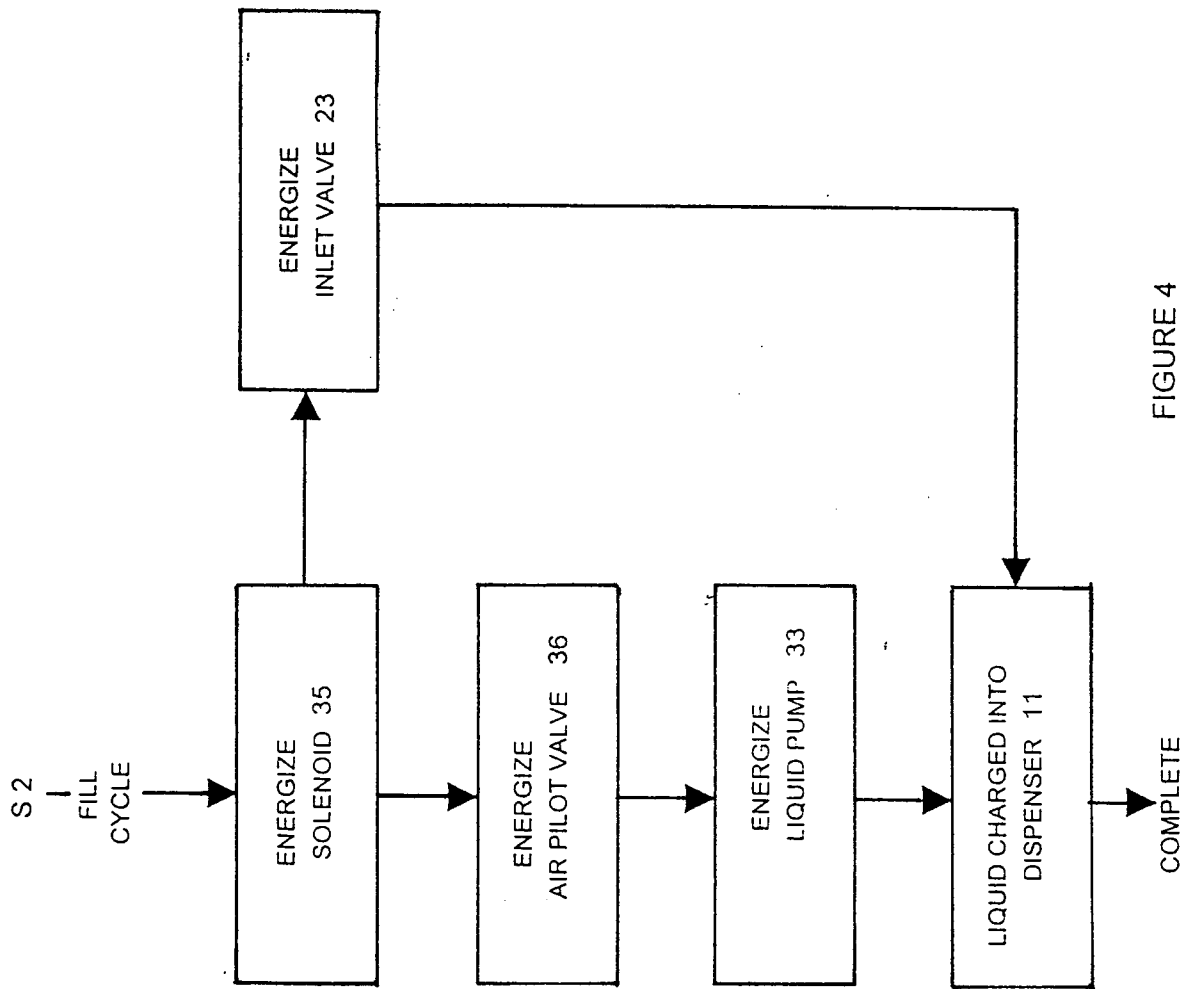 S 2
FILL
CYCLE
ENERGIZE
SOLENOID 35
ENERGIZE
INLET VALVE 23
ENERGIZE
AIR PILOT VALVE 36
ENERGIZE
LIQUID PUMP 33
LIQUID CHARGED INTO
DISPENSER 11
COMPLETE
FIGURE 4